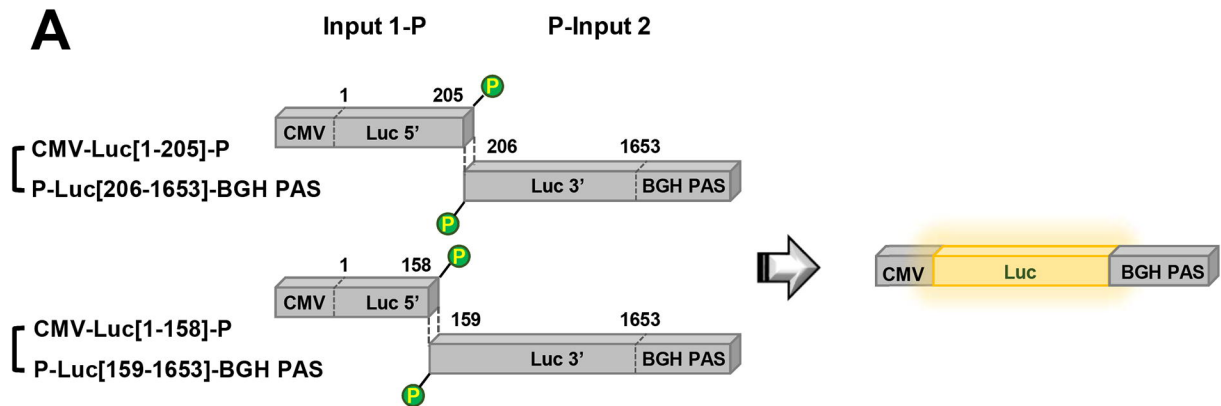 A
Input 1-P P-Input 2
1 205 P
CMV Luc 5’
CMV-Luc[1-205]-P
206 1653
P-Luc[206-1653]-BGH PAS
Luc 3’ BGH PAS
P
1 158 P
CMV Luc 5’
CMV-Luc[1-158]-P
159 1653
P-Luc[159-1653]-BGH PAS
Luc 3’ BGH PAS
P
CMV Luc BGH PAS